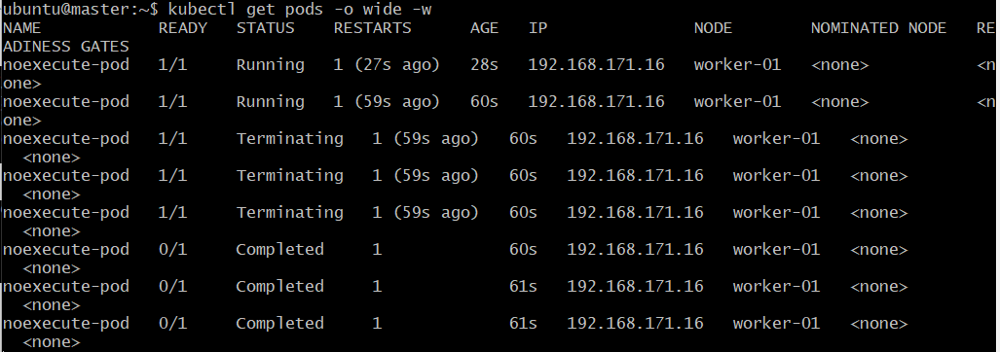 ubuntu@master:~$ kubectl get pods -o wide -w
NAME            READY   STATUS    RESTARTS      AGE   IP               NODE        NOMINATED NODE   RE
ADINESS GATES
noexecute-pod   1/1     Running   1 (27s ago)   28s   192.168.171.16   worker-01   <none>           <n
one>
noexecute-pod   1/1     Running   1 (59s ago)   60s   192.168.171.16   worker-01   <none>           <n
one>
noexecute-pod   1/1     Terminating   1 (59s ago)   60s   192.168.171.16   worker-01   <none>
  <none>
noexecute-pod   1/1     Terminating   1 (59s ago)   60s   192.168.171.16   worker-01   <none>
  <none>
noexecute-pod   1/1     Terminating   1 (59s ago)   60s   192.168.171.16   worker-01   <none>
  <none>
noexecute-pod   0/1     Completed     1             60s   192.168.171.16   worker-01   <none>
  <none>
noexecute-pod   0/1     Completed     1             61s   192.168.171.16   worker-01   <none>
  <none>
noexecute-pod   0/1     Completed     1             61s   192.168.171.16   worker-01   <none>
  <none>